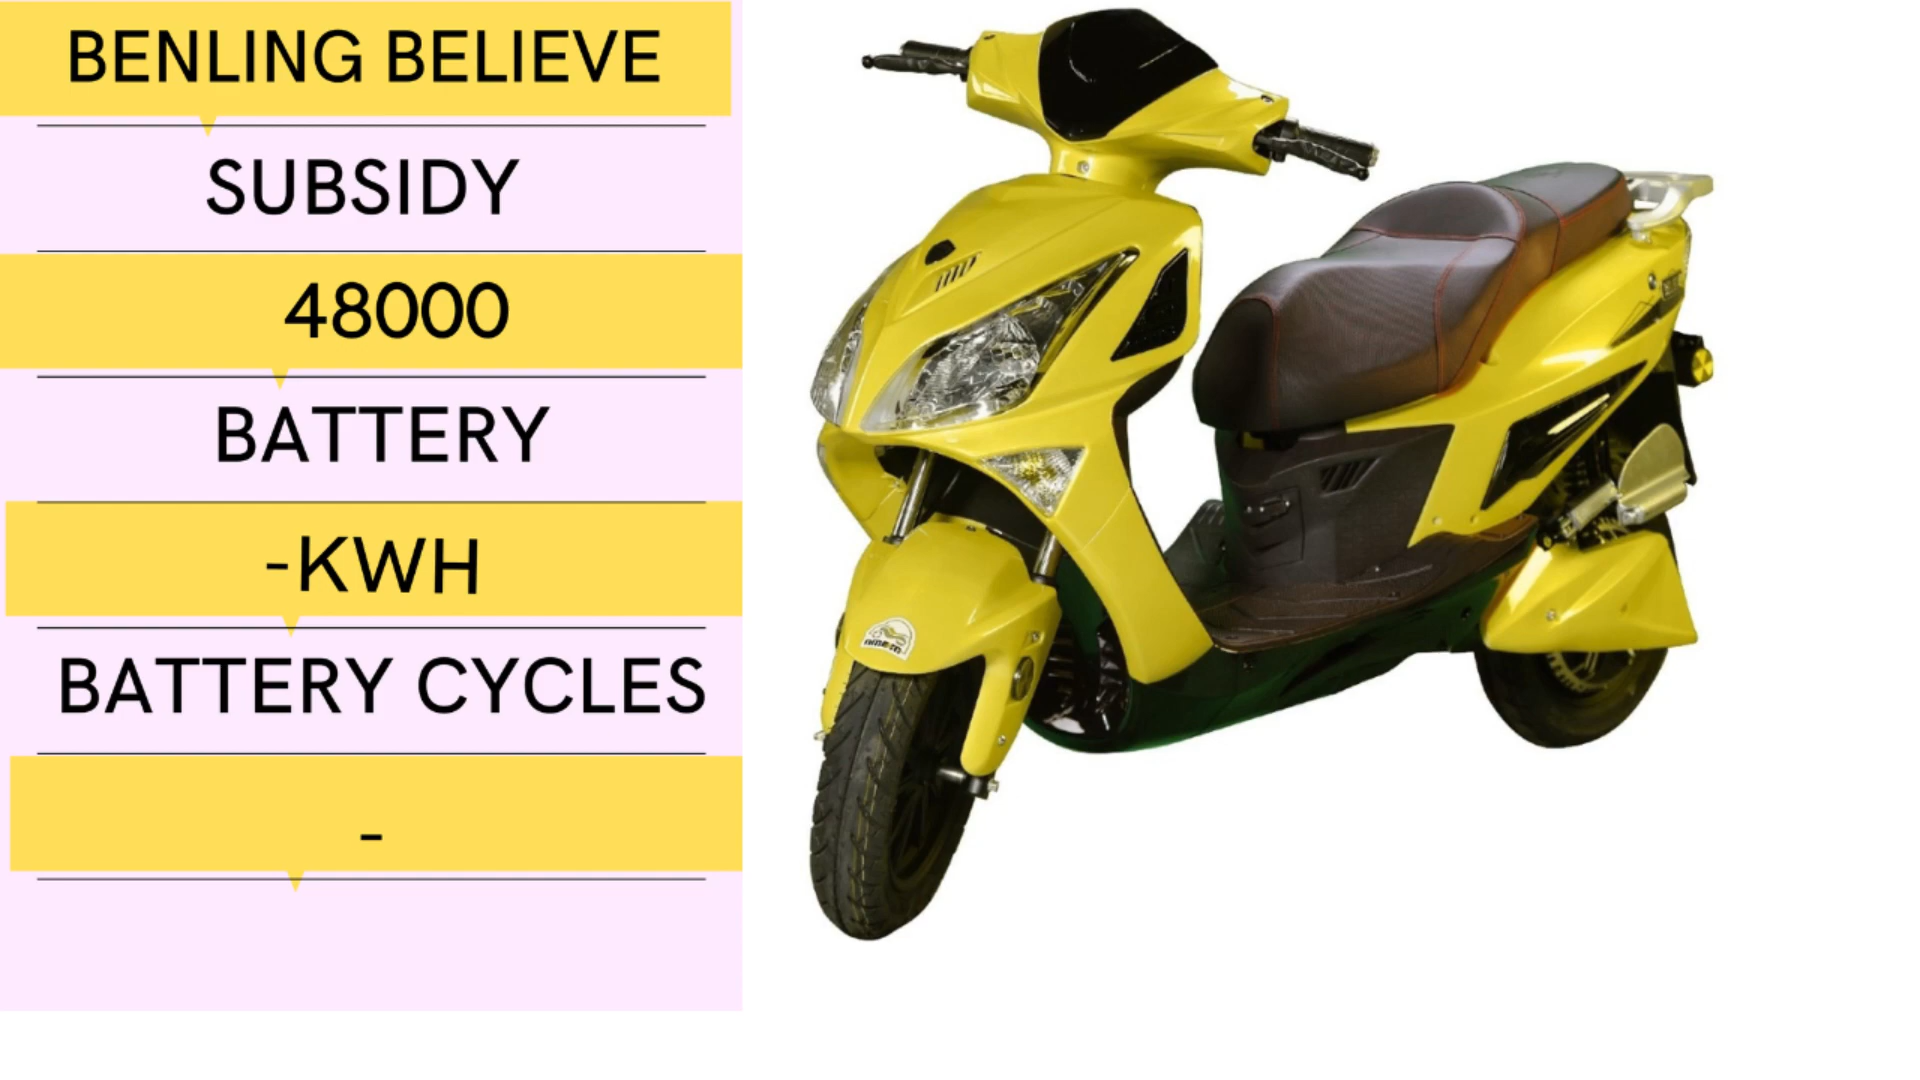 BENLING BELIEVE
SUBSIDY
48000
BATTERY
-KWH
BATTERY CYCLES
-